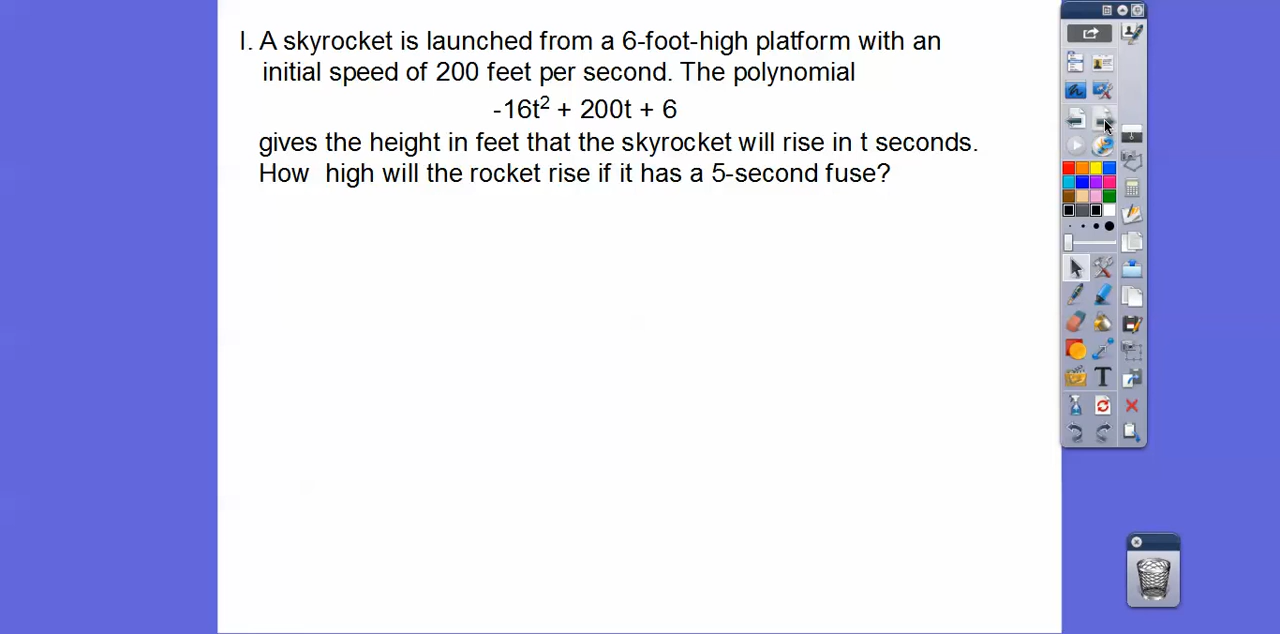 I. A skyrocket is launched from a 6-foot-high platform with an
initial speed of 200 feet per second. The polynomial
-16t² + 200t + 6
gives the height in feet that the skyrocket will rise in t seconds.
How high will the rocket rise if it has a 5-second fuse?